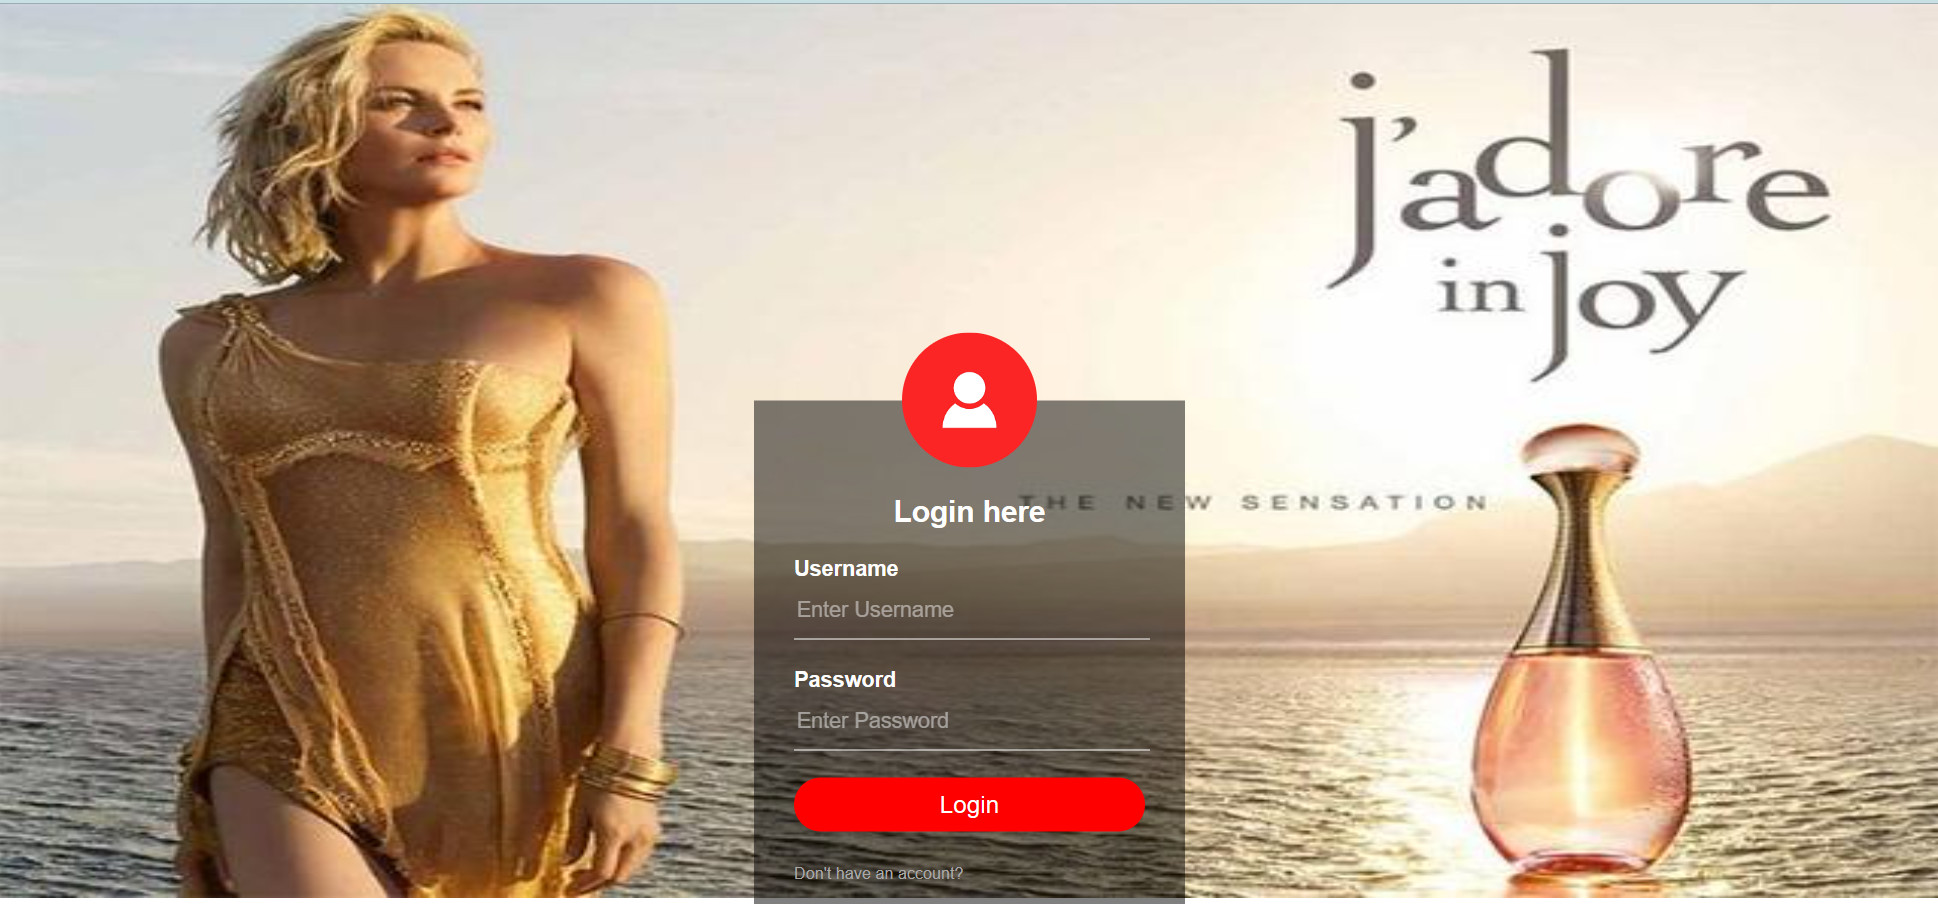 j'adore
in joy
THE NEW SENSATION
Login here
Username
Enter Username
Password
Enter Password
Login
Don't have an account?